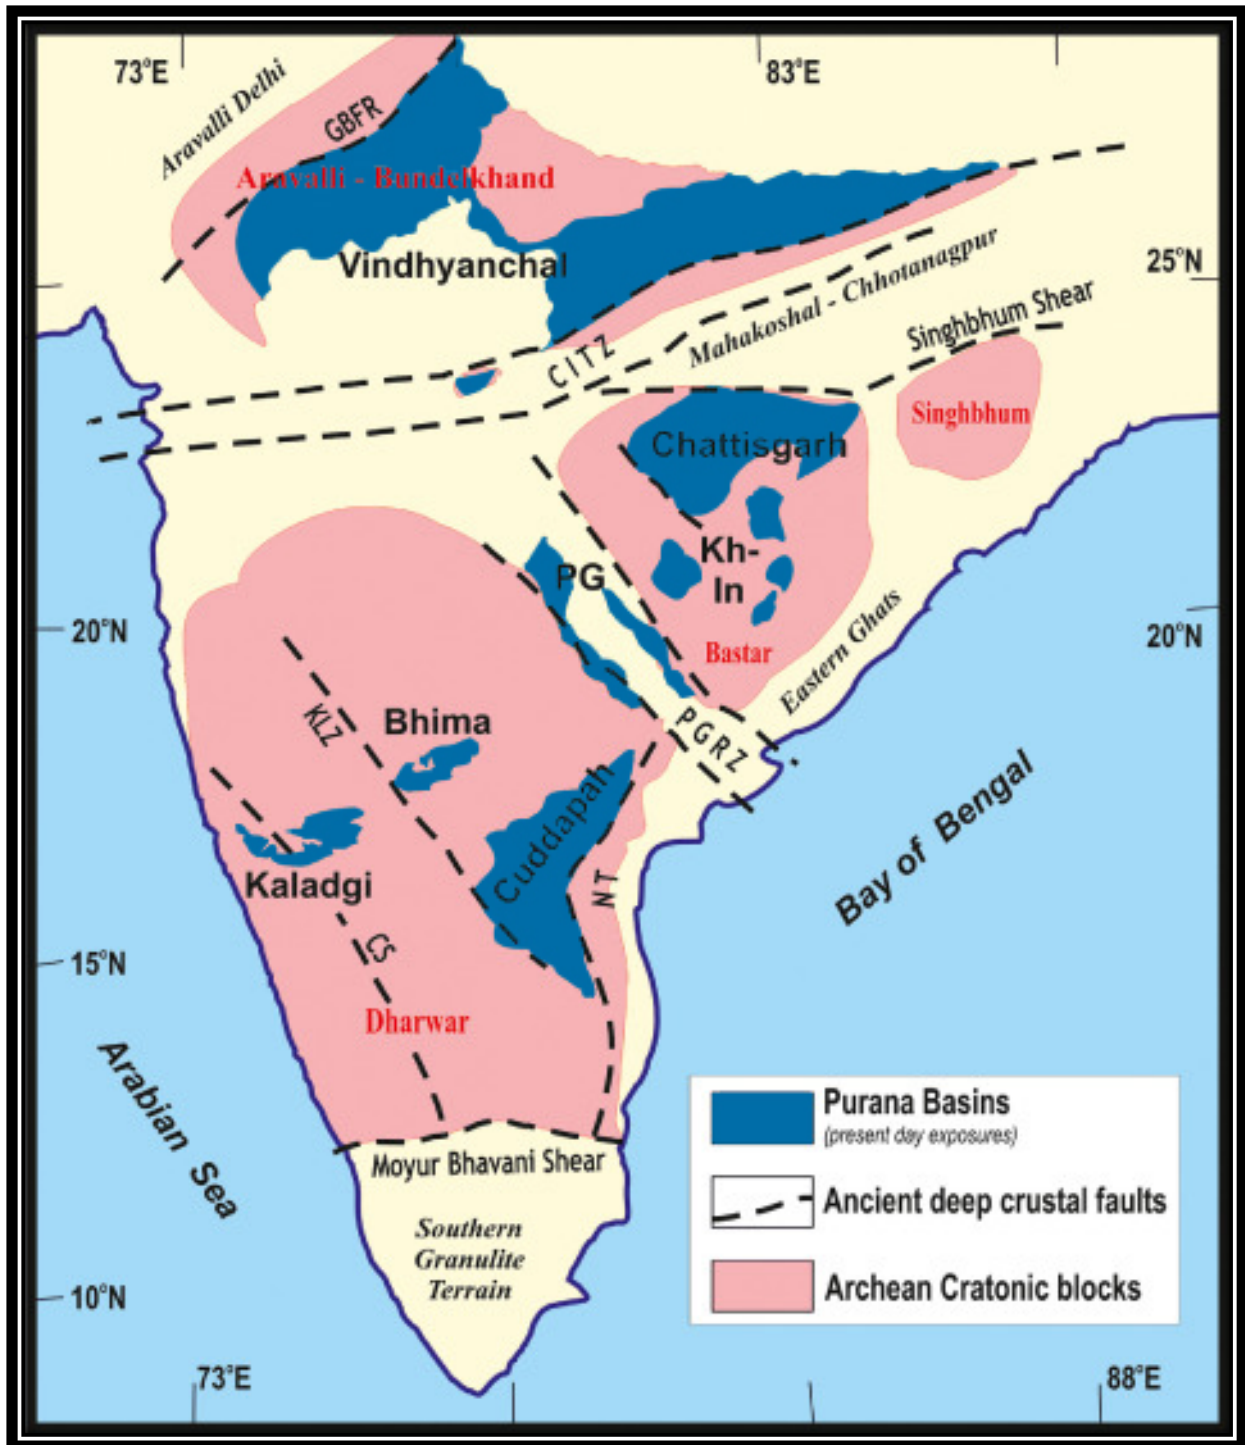 73°E
83°E
Aravalli Delhi
GBFR
Aravalli - Bundelkhand
Vindhyanchal
25°N
Mahakoshal - Chhotanagpur
Singhbhum Shear
CITZ
Singhbhum
Chattisgarh
Kh-
In
PG
20°N
20°N
Bastar
Eastern Ghats
KLZ
Bhima
PGRZ
Cuddapah
Bay of Bengal
Kaladgi
NT
CS
15°N
Dharwar
Arabian Sea
Moyur Bhavani Shear
Southern
Granulite
Terrain
10°N
Purana Basins
(present day exposures)
Ancient deep crustal faults
Archean Cratonic blocks
73°E
88°E